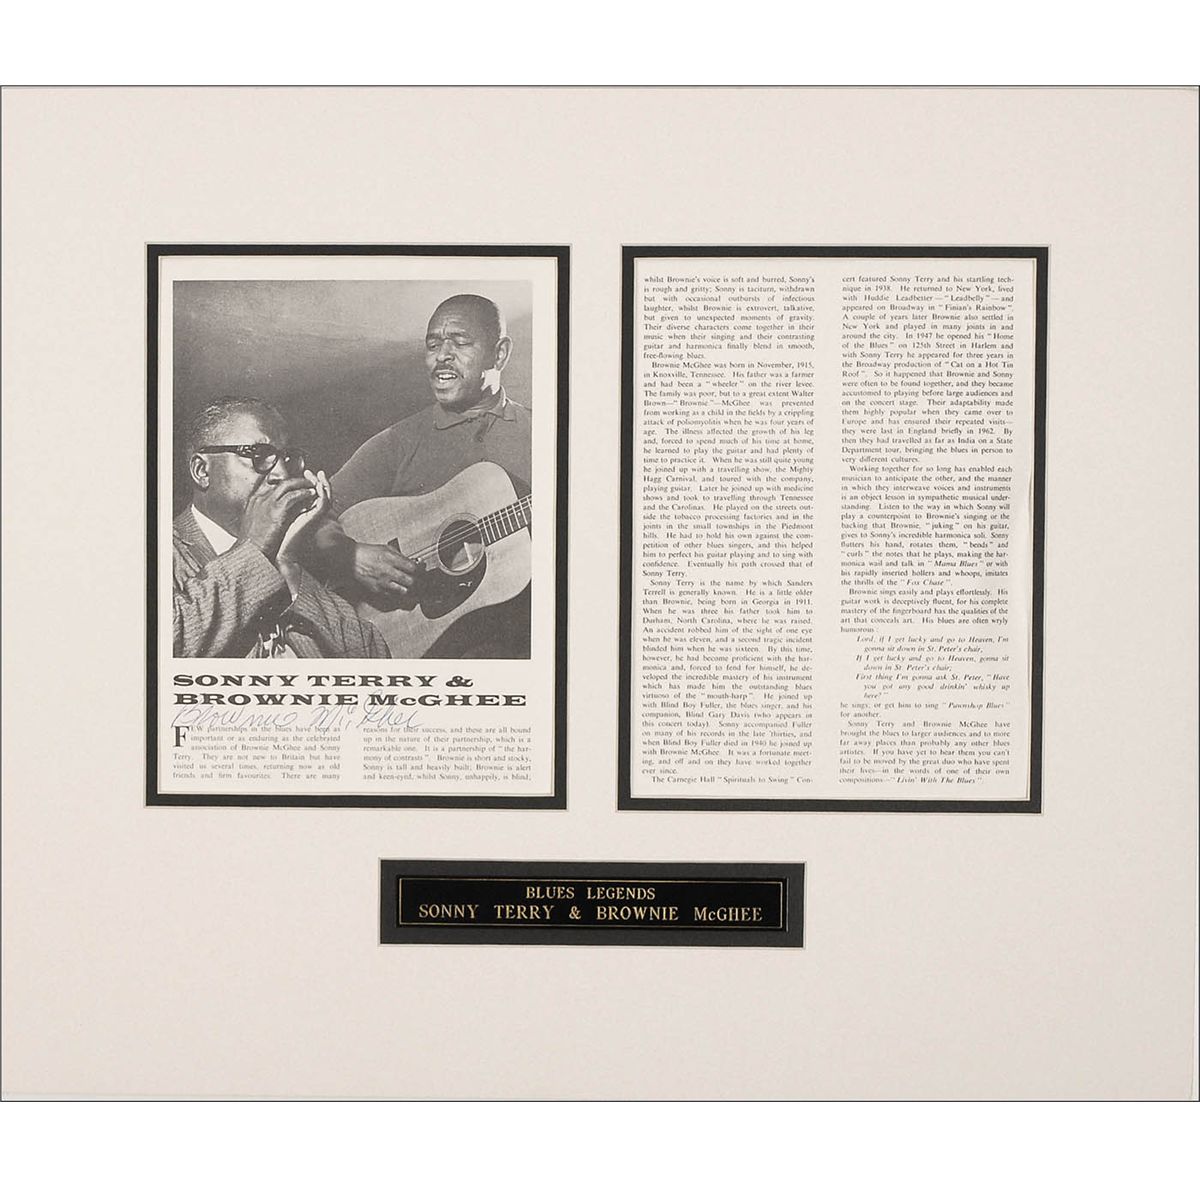 SONNY TERRY &
BROWNIE McGHEE
Brownie McGhee
FEW partnerships in the blues have been as
important or as enduring as the celebrated
association of Brownie McGhee and Sonny
Terry. They are not new to Britain but have
visited us several times, returning now as old
friends and firm favourites. There are many
reasons for their success, and these are all bound
up in the nature of their partnership, which is a
remarkable one. It is a partnership of "the har-
mony of contrasts". Brownie is short and stocky,
Sonny is tall and heavily built; Brownie is alert
and keen-eyed, whilst Sonny, unhappily, is blind,
whilst Brownie's voice is soft and burred, Sonny's
is rough and gritty; Sonny is taciturn, withdrawn
but with occasional outbursts of infectious
laughter, whilst Brownie is extrovert, talkative,
but given to unexpected moments of gravity.
Their diverse characters come together in their
music when their singing and their contrasting
guitar and harmonica finally blend in smooth,
free-flowing blues.
Brownie McGhee was born in November, 1915,
in Knoxville, Tennessee. His father was a farmer
and had been a "wheeler" on the river levee.
The family was poor, but to a great extent Walter
Brown—"Brownie"—McGhee was prevented
from working as a child in the fields by a crippling
attack of poliomyolitis when he was four years of
age. The illness affected the growth of his leg
and, forced to spend much of his time at home,
he learned to play the guitar and had plenty of
time to practice it. When he was still quite young
he joined up with a travelling show, the Mighty
Hagg Carnival, and toured with the company,
playing guitar. Later he joined up with medicine
shows and took to travelling through Tennessee
and the Carolinas. He played on the streets out-
side the tobacco processing factories and in the
joints in the small townships in the Piedmont
hills. He had to hold his own against the com-
petition of other blues singers, and this helped
him to perfect his guitar playing and to sing with
confidence. Eventually his path crossed that of
Sonny Terry.
Sonny Terry is the name by which Sanders
Terrell is generally known. He is a little older
than Brownie, being born in Georgia in 1911.
When he was three his father took him to
Durham, North Carolina, where he was raised.
An accident robbed him of the sight of one eye
when he was eleven, and a second tragic incident
blinded him when he was sixteen. By this time,
however, he had become proficient with the har-
monica and, forced to fend for himself, he de-
veloped the incredible mastery of his instrument
which has made him the outstanding blues
virtuoso of the "mouth-harp". He joined up
with Blind Boy Fuller, the blues singer, and his
companion, Blind Gary Davis (who appears in
this concert today). Sonny accompanied Fuller
on many of his records in the late 'thirties, and
when Blind Boy Fuller died in 1940 he joined up
with Brownie McGhee. It was a fortunate meet-
ing, and off and on they have worked together
ever since.
The Carnegie Hall "Spirituals to Swing" Con-
cert featured Sonny Terry and his startling tech-
nique in 1938. He returned to New York, lived
with Huddie Leadbetter—"Leadbelly"—and
appeared on Broadway in "Finian's Rainbow".
A couple of years later Brownie also settled in
New York and played in many joints in and
around the city. In 1947 he opened his "Home
of the Blues" on 125th Street in Harlem and
with Sonny Terry he appeared for three years in
the Broadway production of "Cat on a Hot Tin
Roof". So it happened that Brownie and Sonny
were often to be found together, and they became
accustomed to playing before large audiences and
on the concert stage. Their adaptability made
them highly popular when they came over to
Europe and has ensured their repeated visits—
they were last in England briefly in 1962. By
then they had travelled as far as India on a State
Department tour, bringing the blues in person to
very different cultures.
Working together for so long has enabled each
musician to anticipate the other, and the manner
in which they interweave voices and instruments
is an object lesson in sympathetic musical under-
standing. Listen to the way in which Sonny will
play a counterpoint to Brownie's singing or the
backing that Brownie, "juking" on his guitar,
gives to Sonny's incredible harmonica soli. Sonny
flutters his hand, rotates them, "bends" and
"curls" the notes that he plays, making the har-
monica wail and talk in "Mama Blues" or with
his rapidly inserted hollers and whoops, imitates
the thrills of the "Fox Chase".
Brownie sings easily and plays effortlessly. His
guitar work is deceptively fluent, for his complete
mastery of the fingerboard has the qualities of the
art that conceals art. His blues are often wryly
humorous:
Lord, if I get lucky and go to Heaven, I'm
gonna sit down in St. Peter's chair,
If I get lucky and go to Heaven, gonna sit
down in St. Peter's chair;
First thing I'm gonna ask St. Peter, "Have
you got any good drinkin' whisky up
here?"
he sings; or get him to sing "Pawnshop Blues"
for another.
Sonny Terry and Brownie McGhee have
brought the blues to larger audiences and to more
far away places than probably any other blues
artists. If you have yet to hear them you can't
fail to be moved by the great duo who have spent
their lives—in the words of one of their own
compositions—"Livin' With The Blues".
BLUES LEGENDS
SONNY TERRY & BROWNIE McGHEE